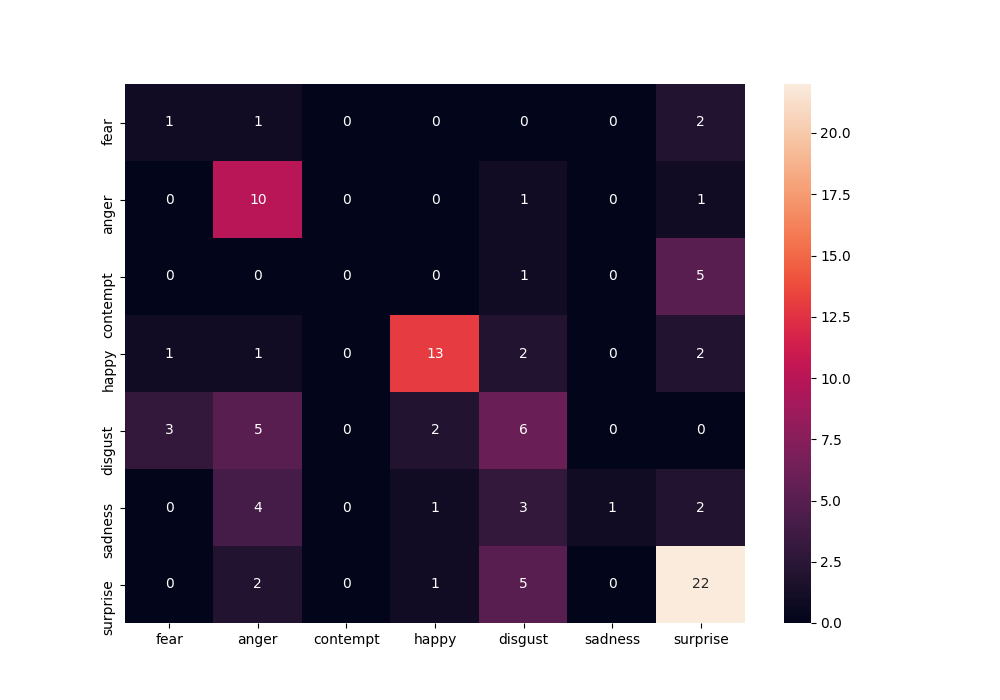 fear 1 1 0 0 0 0 2
anger 0 10 0 0 1 0 1
contempt 0 0 0 0 1 0 5
happy 1 1 0 13 2 0 2
disgust 3 5 0 2 6 0 0
sadness 0 4 0 1 3 1 2
surprise 0 2 0 1 5 0 22
fear anger contempt happy disgust sadness surprise
20.0
17.5
15.0
12.5
10.0
7.5
5.0
2.5
0.0